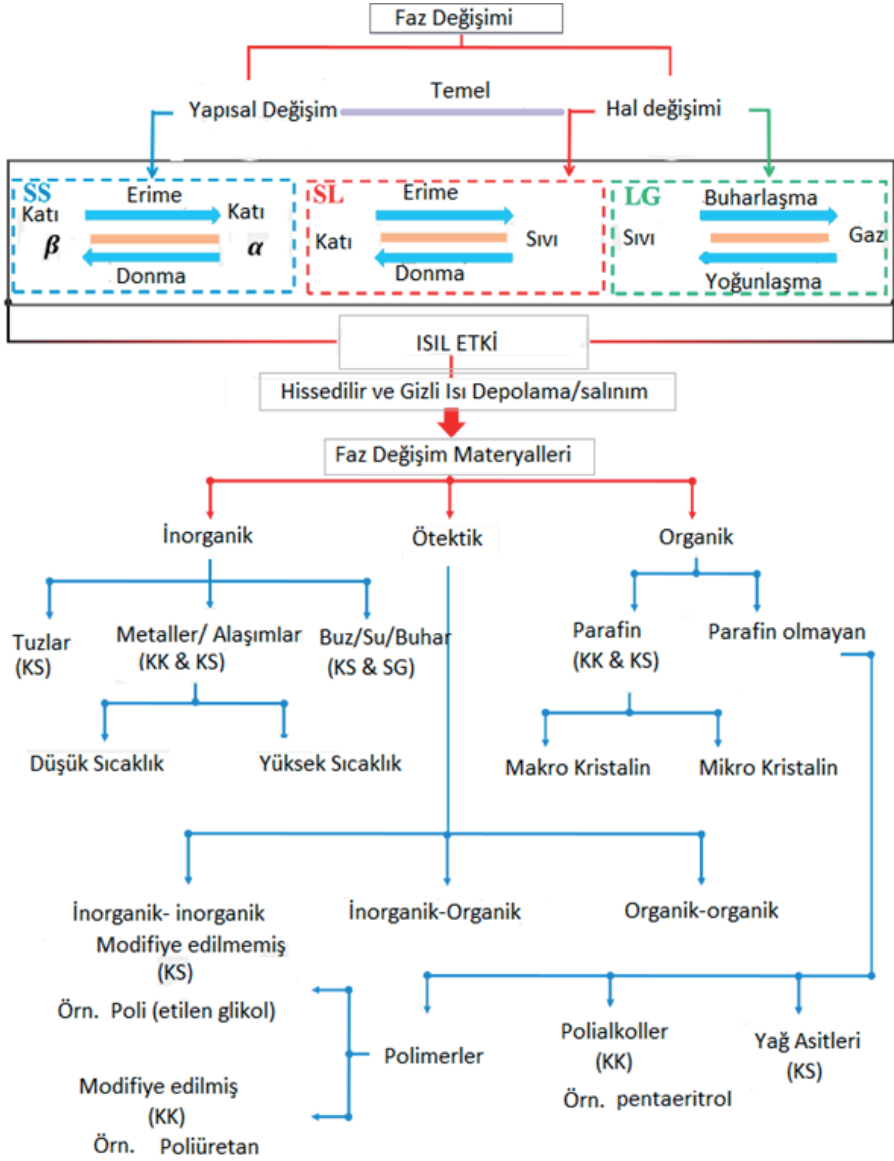 Faz Değişimi
Temel
Yapısal Değişim
Hal değişimi
SS
Erime
Katı
Katı
β
α
Donma
SL
Erime
Katı
Sıvı
Donma
LG
Buharlaşma
Sıvı
Gaz
Yoğunlaşma
ISIL ETKİ
Hissedilir ve Gizli Isı Depolama/salınım
Faz Değişim Materyalleri
İnorganik
Ötektik
Organik
Tuzlar
(KS)
Metaller/ Alaşımlar
(KK & KS)
Buz/Su/Buhar
(KS & SG)
Parafin
(KK & KS)
Parafin olmayan
Düşük Sıcaklık
Yüksek Sıcaklık
Makro Kristalin
Mikro Kristalin
İnorganik- inorganik
İnorganik-Organik
Organik-organik
Modifiye edilmemiş
(KS)
Örn. Poli (etilen glikol)
Polimerler
Polialkoller
(KK)
Örn. pentaeritrol
Yağ Asitleri
(KS)
Modifiye edilmiş
(KK)
Örn. Poliüretan